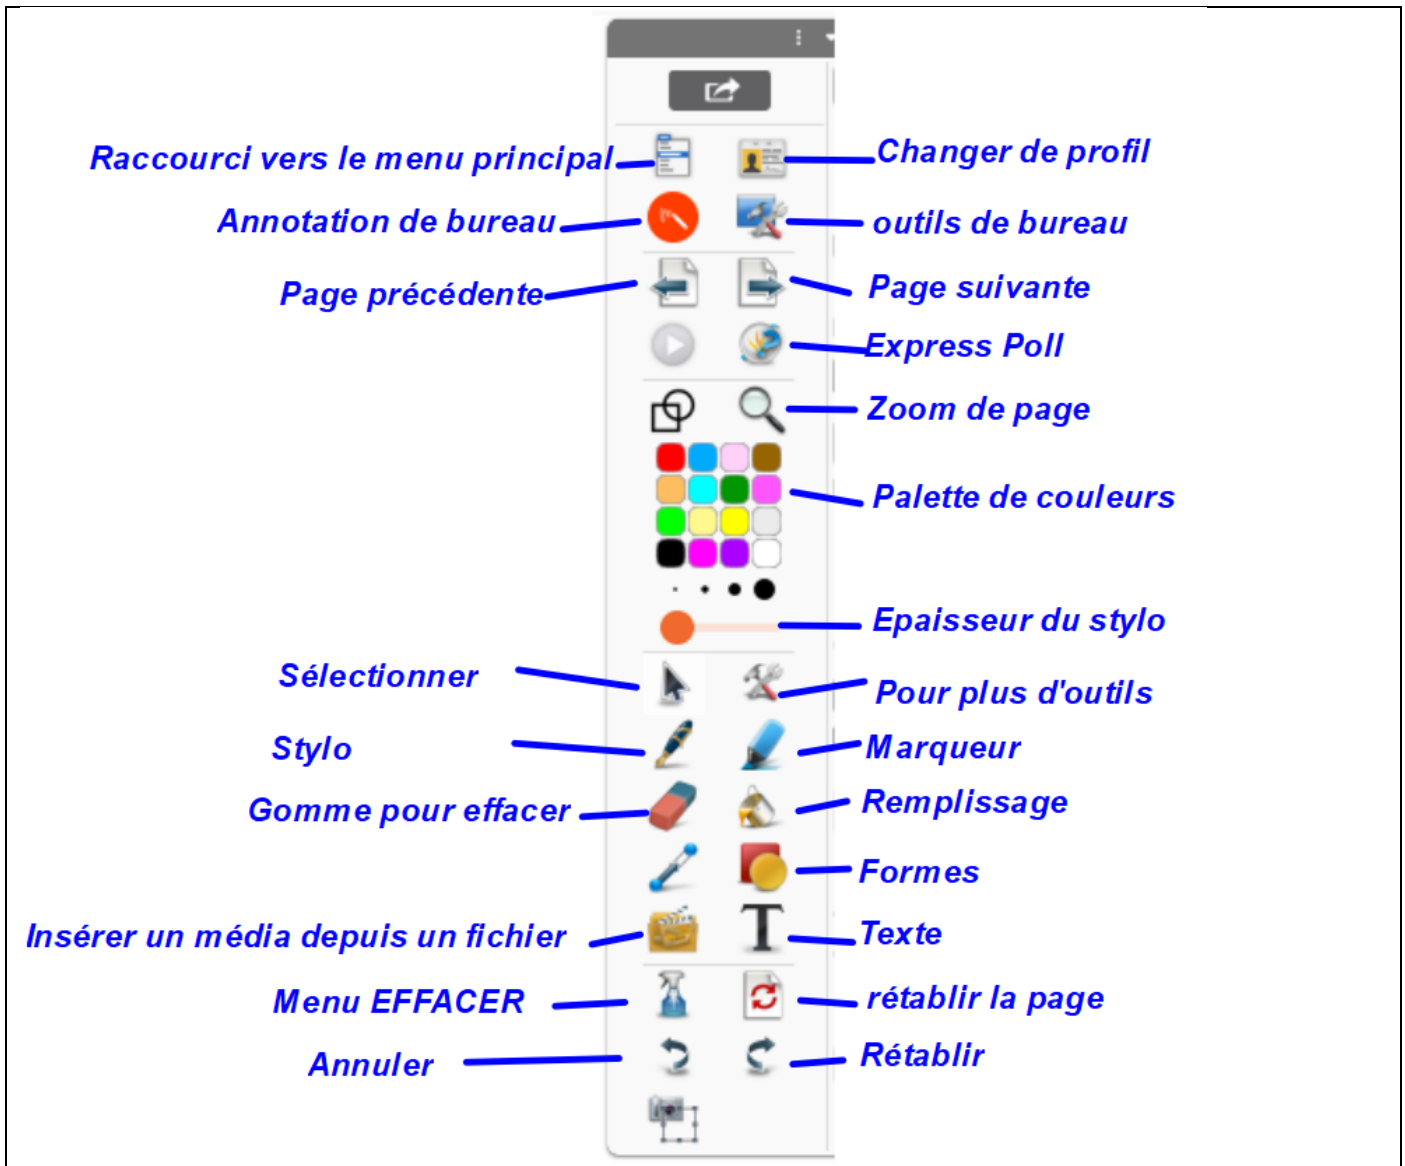 Raccourci vers le menu principal
Changer de profil
Annotation de bureau
outils de bureau
Page précédente
Page suivante
Express Poll
Zoom de page
Palette de couleurs
Epaisseur du stylo
Sélectionner
Pour plus d'outils
Stylo
Marqueur
Gomme pour effacer
Remplissage
Formes
Insérer un média depuis un fichier
Texte
Menu EFFACER
rétablir la page
Annuler
Rétablir